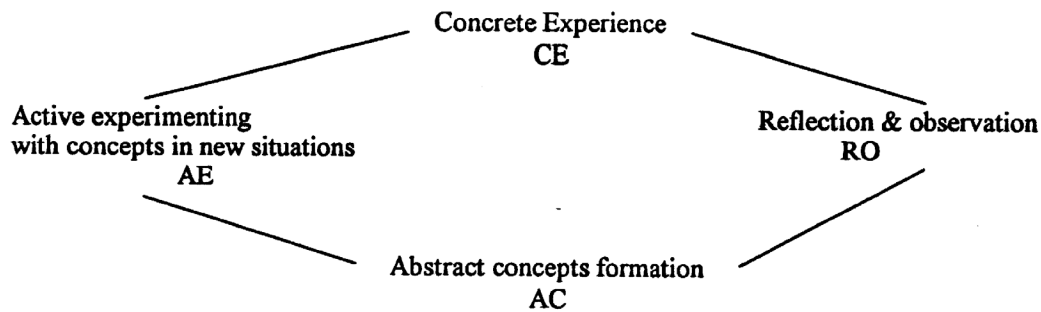 Concrete Experience
CE
Active experimenting
with concepts in new situations
AE
Reflection & observation
RO
Abstract concepts formation
AC